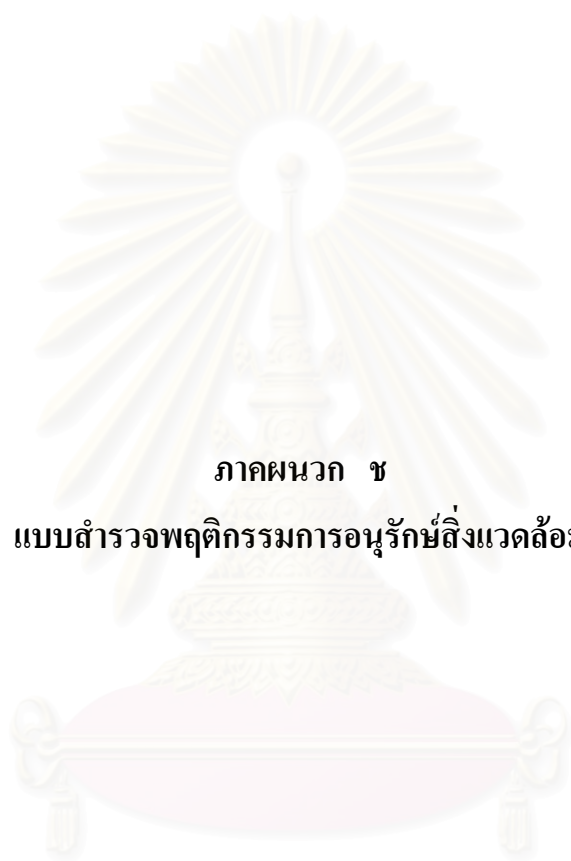 ภาคผนวก ช
แบบสำรวจพฤติกรรมการอนุรักษ์สิ่งแวดล้อ